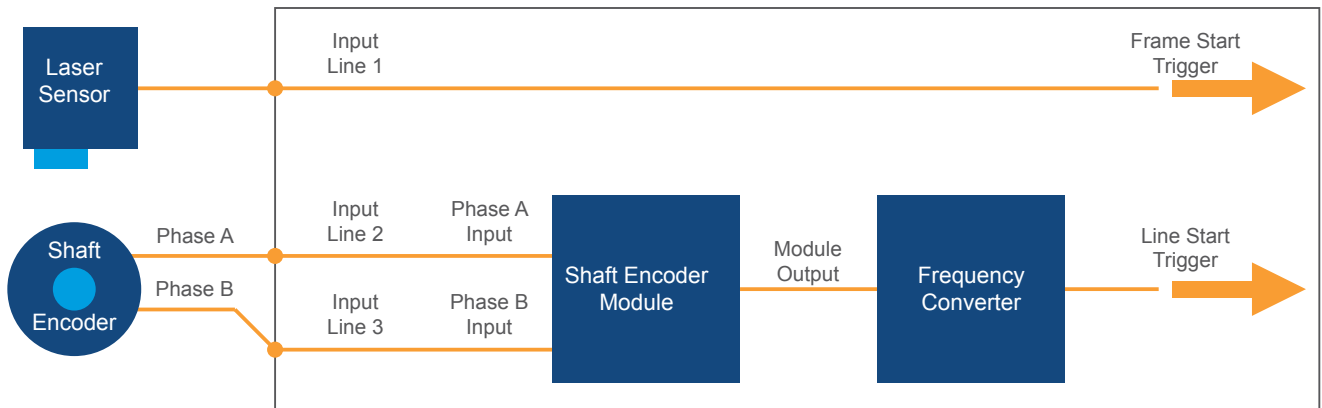 Laser
Sensor
Input
Line 1
Frame Start
Trigger
Shaft
Encoder
Phase A
Phase B
Input
Line 2
Phase A
Input
Input
Line 3
Phase B
Input
Shaft Encoder
Module
Module
Output
Frequency
Converter
Line Start
Trigger